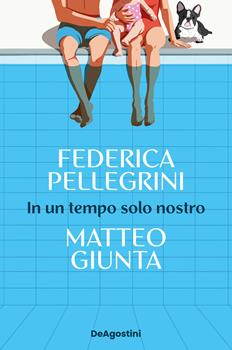 FEDERICA
PELLEGRINI
In un tempo solo nostro
MATTEO
GIUNTA
DeAgostini